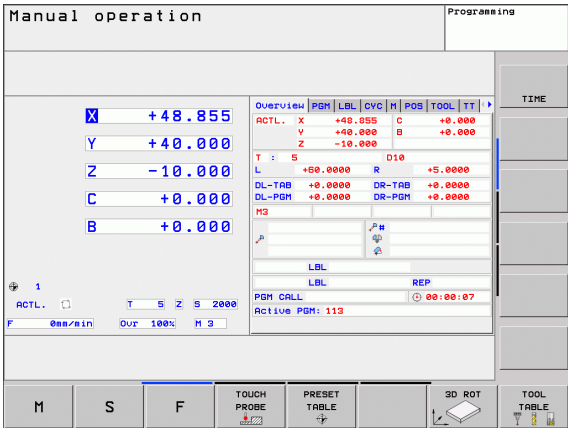 Manual operation
Programming
X +48.855
Y +40.000
Z -10.000
C +0.000
B +0.000
1
ACTL. T 5 Z S 2000
F 0mm/min Ovr 100% M 3
Overview PGM LBL CYC M POS TOOL TT
ACTL. X +48.855 C +0.000
Y +40.000 B +0.000
Z -10.000
T : 5 D10
L +60.0000 R +5.0000
DL-TAB +0.0000 DR-TAB +0.0000
DL-PGM +0.0000 DR-PGM +0.0000
M3
P#
LBL
LBL REP
PGM CALL 00:00:07
Active PGM: 113
TIME
M
S
F
TOUCH
PROBE
PRESET
TABLE
3D ROT
TOOL
TABLE